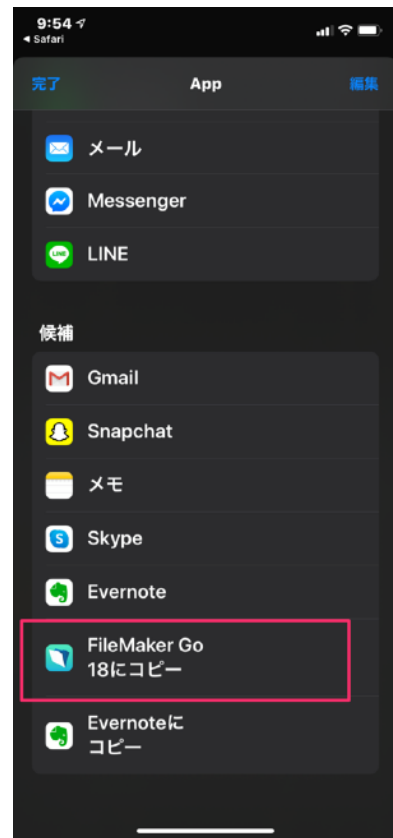 9:54
◀ Safari
完了 App 編集
メール
Messenger
LINE
候補
Gmail
Snapchat
メモ
Skype
Evernote
FileMaker Go
18にコピー
Evernoteに
コピー